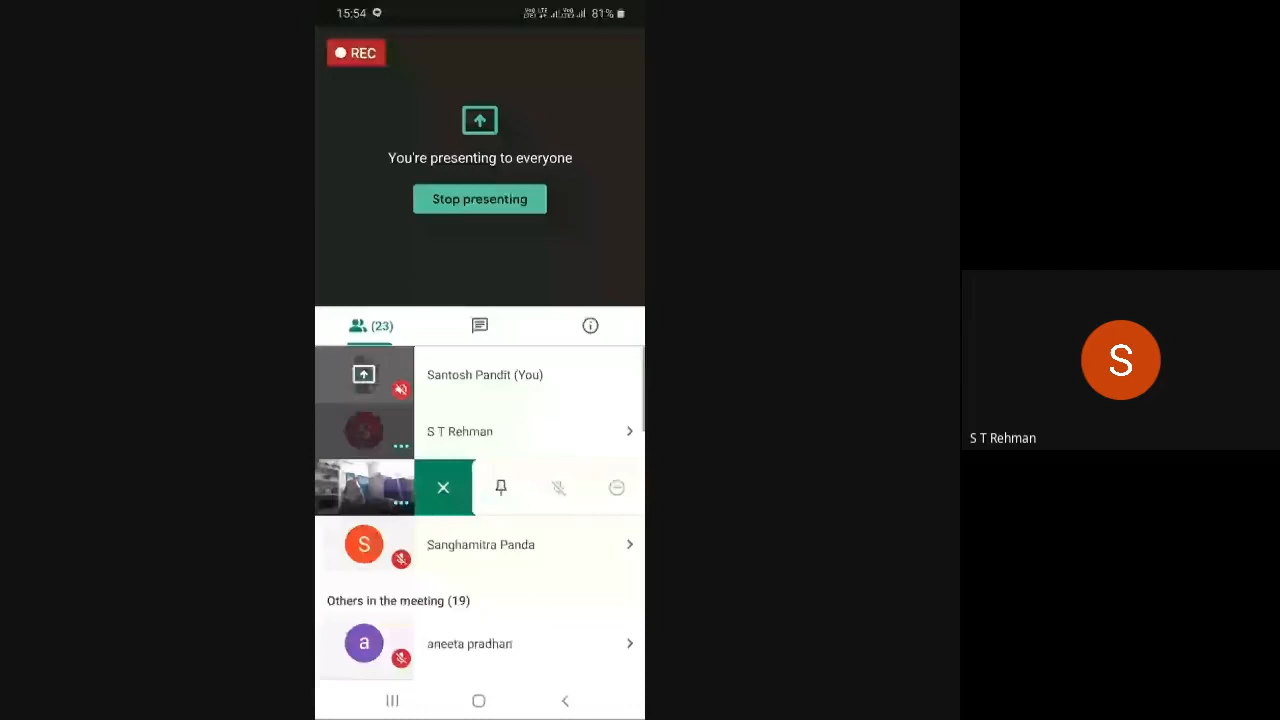 15:54
81%
REC
You're presenting to everyone
Stop presenting
(23)
Santosh Pandit (You)
S
S T Rehman
S
Sanghamitra Panda
Others in the meeting (19)
a
aneeta pradhan
S
S T Rehman